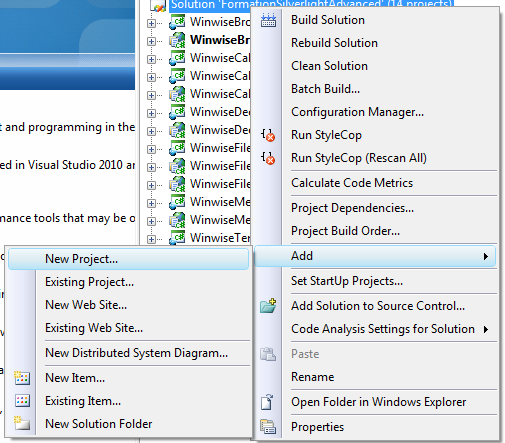 Solution 'FormationSilverlightAdvanced' (14 projects)
WinwiseBro
WinwiseBr
WinwiseCal
WinwiseCal
WinwiseDec
WinwiseDec
WinwiseFile
WinwiseFile
WinwiseMe
WinwiseMe
WinwiseTer
t and programming in the
ed in Visual Studio 2010 a
mance tools that may be o
Build Solution
Rebuild Solution
Clean Solution
Batch Build...
Configuration Manager...
Run StyleCop
Run StyleCop (Rescan All)
Calculate Code Metrics
Project Dependencies...
Project Build Order...
Add
Set StartUp Projects...
Add Solution to Source Control...
Code Analysis Settings for Solution
Paste
Rename
Open Folder in Windows Explorer
Properties
New Project...
Existing Project...
New Web Site...
Existing Web Site...
New Distributed System Diagram...
New Item...
Existing Item...
New Solution Folder